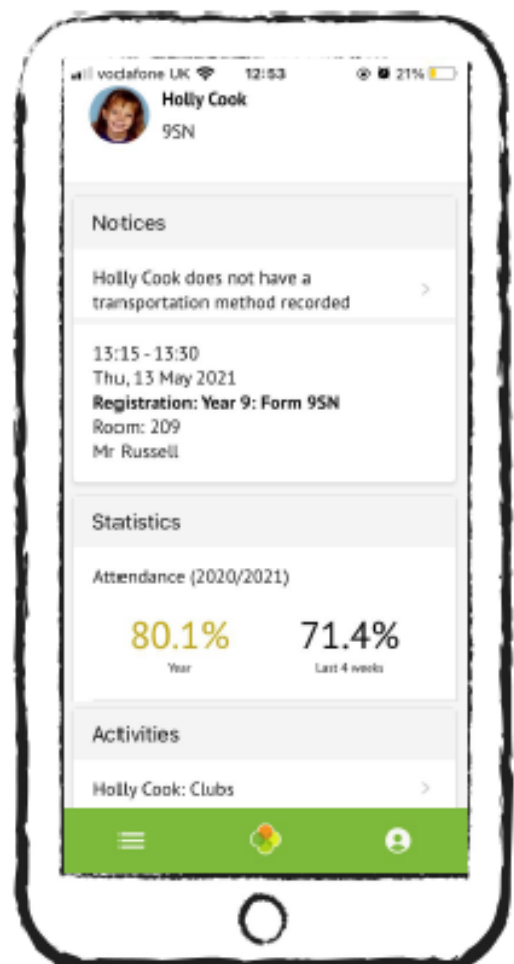 vodafone UK 12:53 21%
Holly Cook
9SN
Notices
Holly Cook does not have a
transportation method recorded
13:15 - 13:30
Thu, 13 May 2021
Registration: Year 9: Form 9SN
Room: 209
Mr Russell
Statistics
Attendance (2020/2021)
80.1% 71.4%
Year Last 4 weeks
Activities
Holly Cook: Clubs